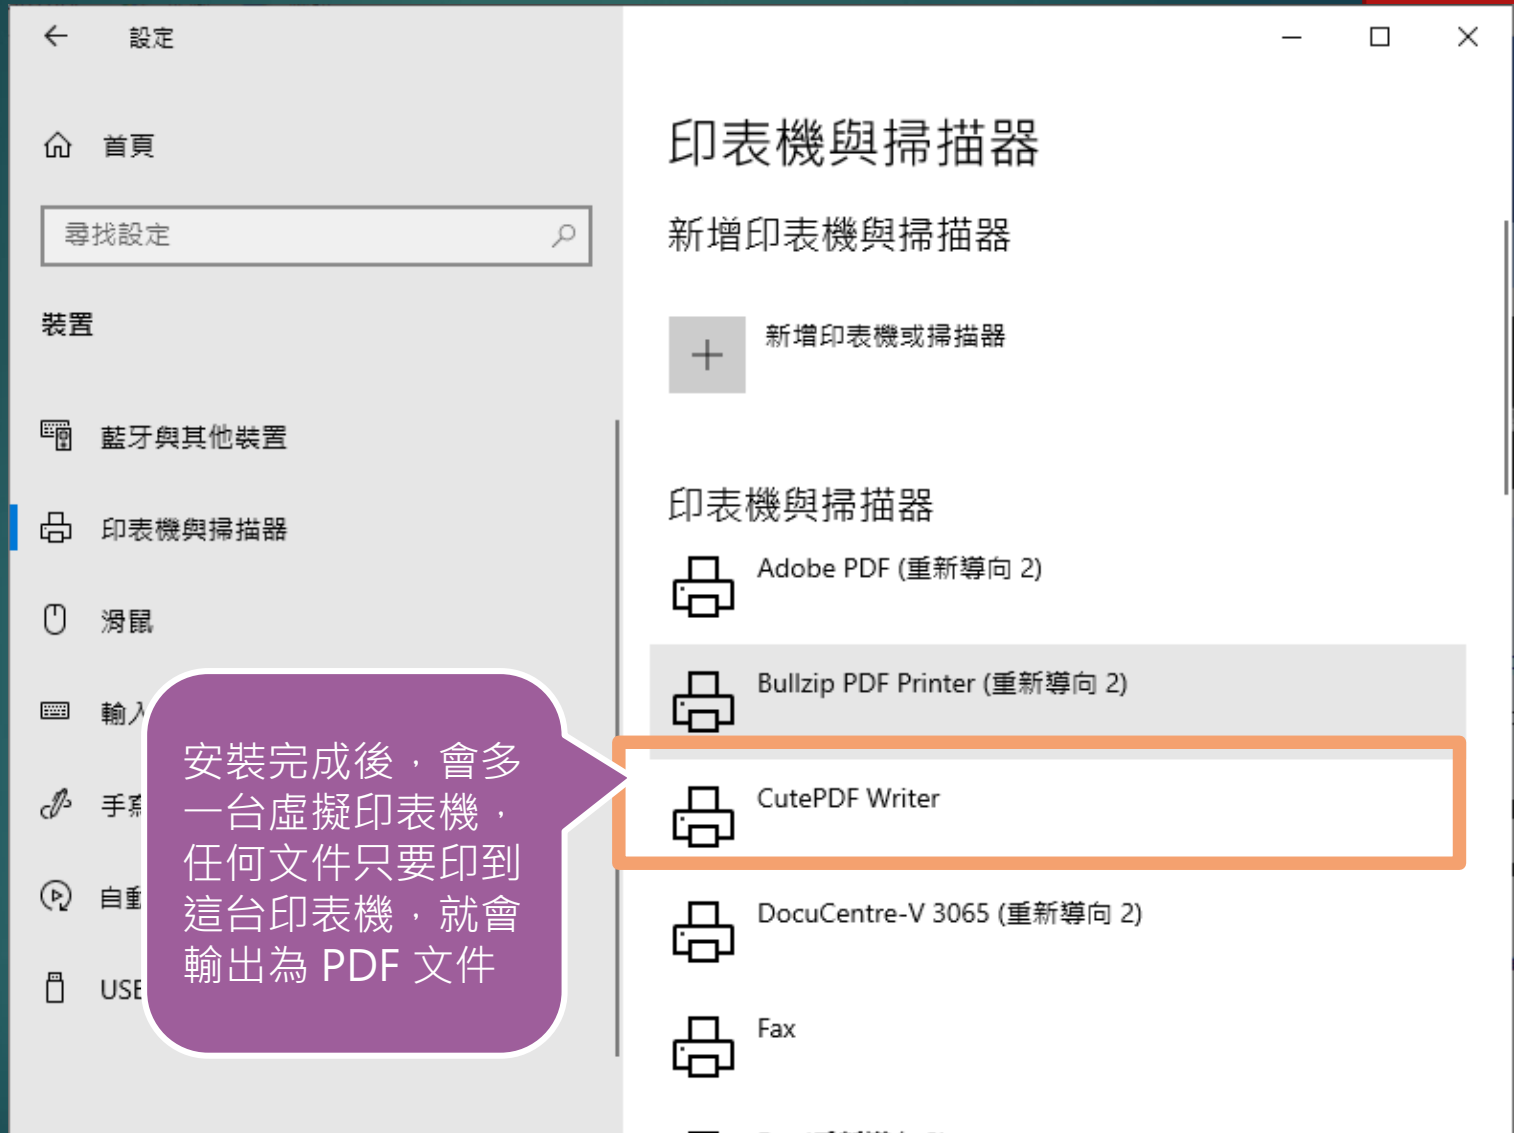 設定
首頁
尋找設定
裝置
藍牙與其他裝置
印表機與掃描器
滑鼠
輸入
手寫
自動
USB
安裝完成後，會多
一台虛擬印表機，
任何文件只要印到
這台印表機，就會
輸出為 PDF 文件
印表機與掃描器
新增印表機與掃描器
新增印表機或掃描器
印表機與掃描器
Adobe PDF (重新導向 2)
Bullzip PDF Printer (重新導向 2)
CutePDF Writer
DocuCentre-V 3065 (重新導向 2)
Fax